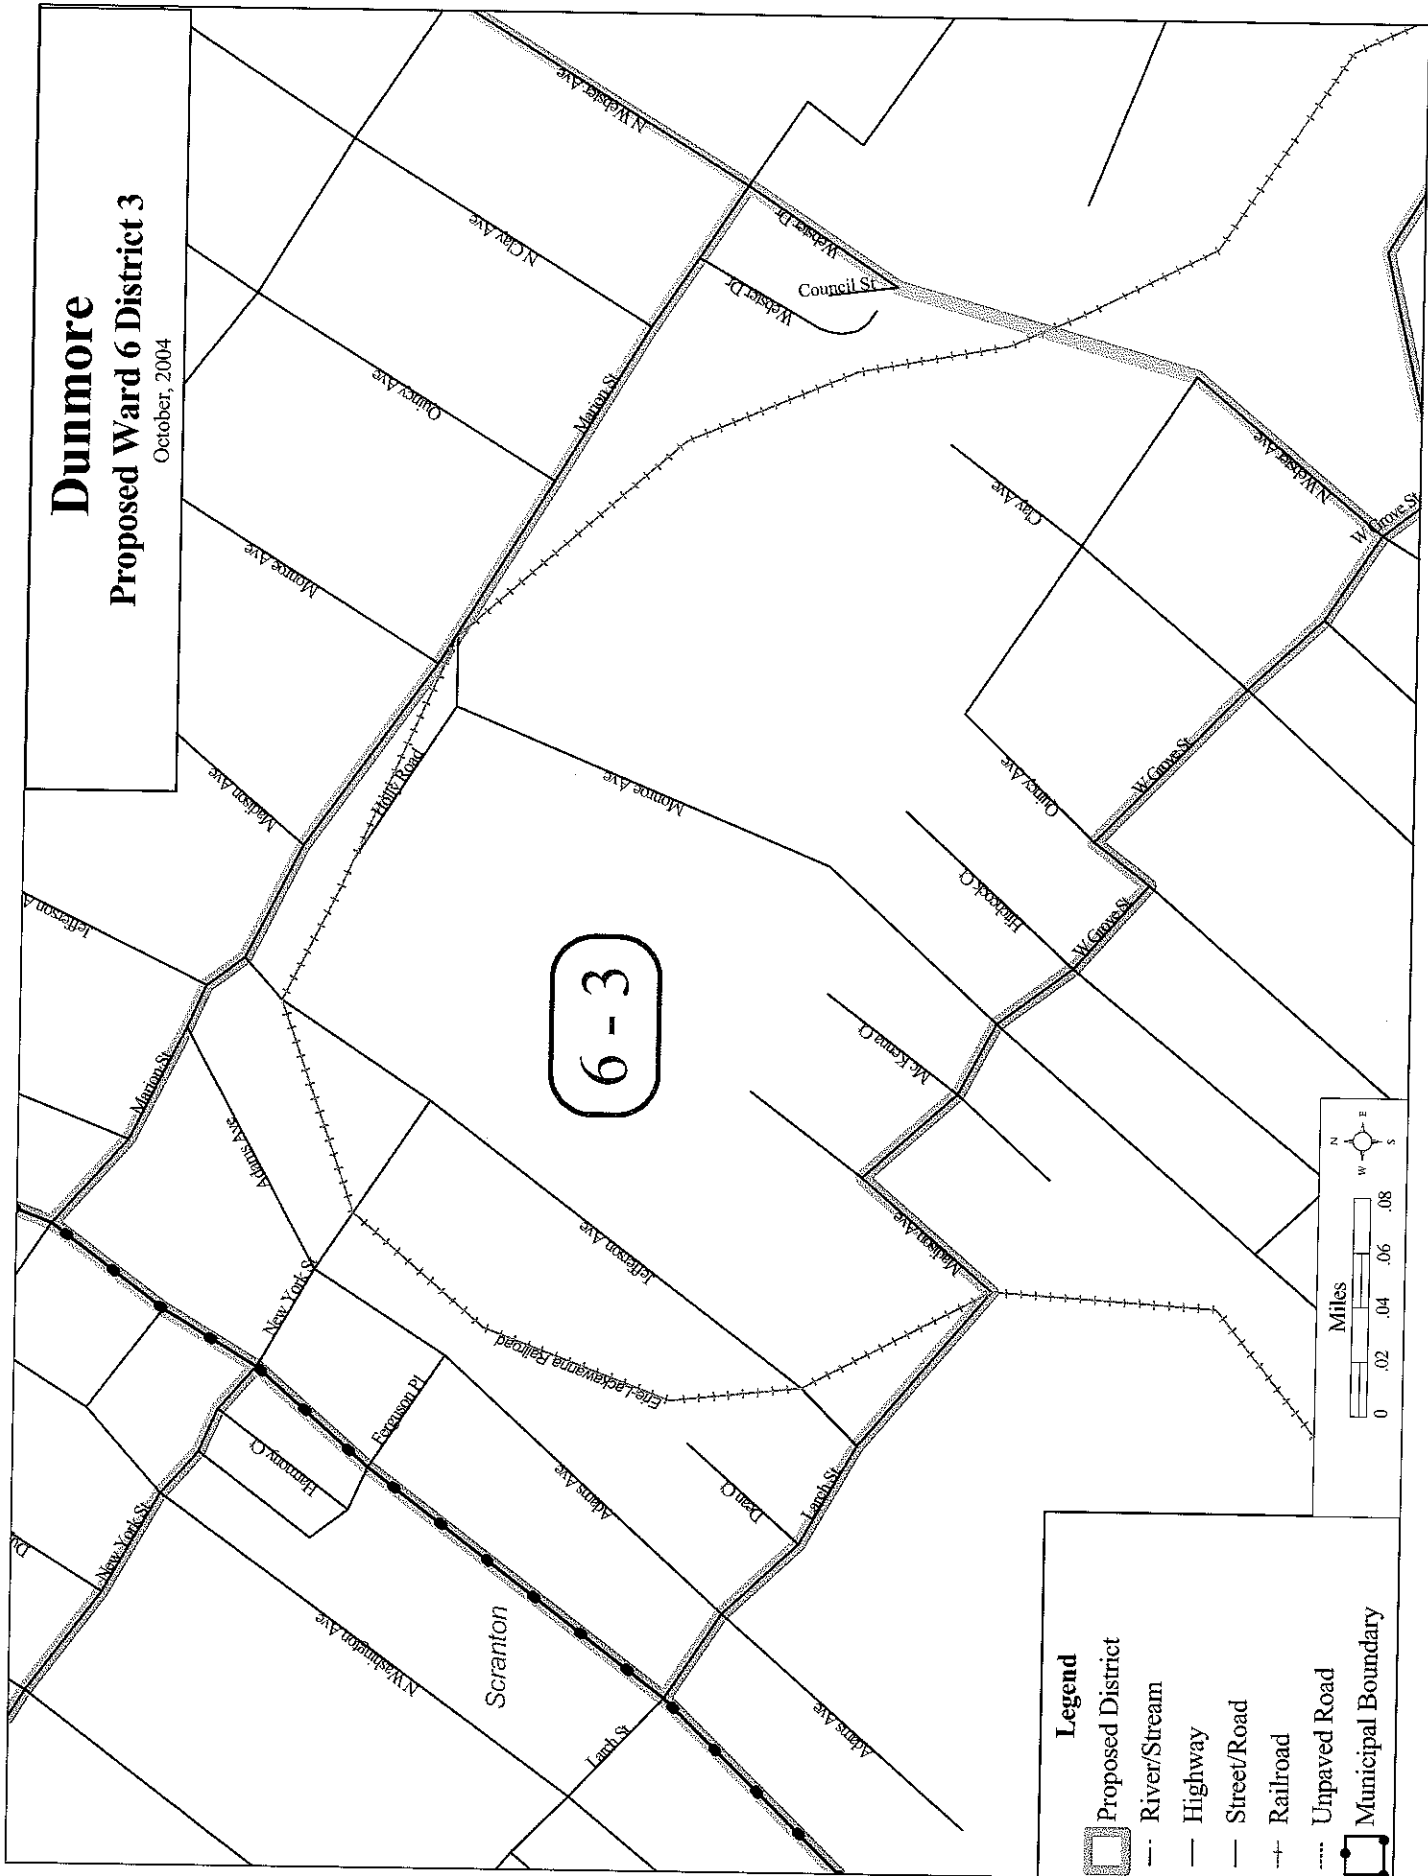 Dunmore
Proposed Ward 6 District 3
October, 2004
N Webster Ave
N Clay Ave
Quincy Ave
Monroe Ave
Madison Ave
Jefferson A
Marion St
Webster Dr
Webster Dr
Council St
Marion St
Holly Road
Monroe Ave
Clay Ave
N Webster Ave
W Grove St
Quincy Ave
W Grove St
Hitchcock Ct
W Grove St
Mc Kenna Ct
Madison Ave
6 - 3
Adams Ave
New York St
Jefferson Ave
Erie Lackawanna Railroad
Ferguson Pl
Harmony Ct
Adams Ave
Dean Ct
Larch St
New York St
Du
N Washington Ave
Scranton
Larch St
Adams Ave
Miles
0 .02 .04 .06 .08
N
W E
S
Legend
Proposed District
River/Stream
Highway
Street/Road
Railroad
Unpaved Road
Municipal Boundary